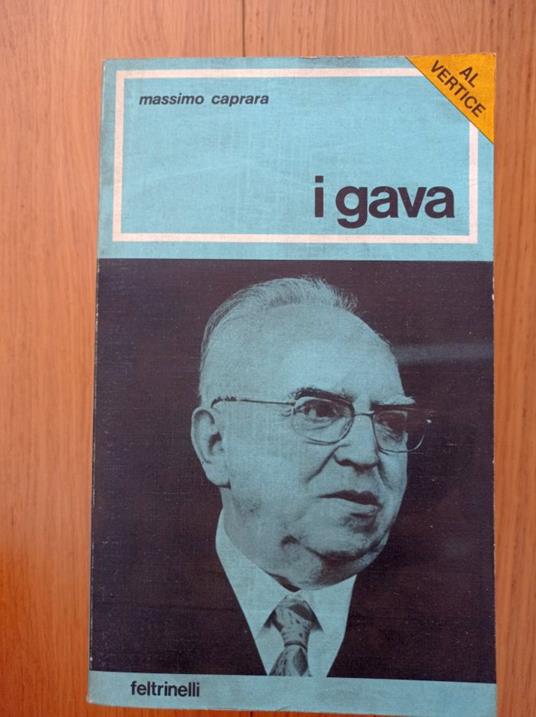 AL
VERTICE
massimo caprara
i gava
feltrinelli